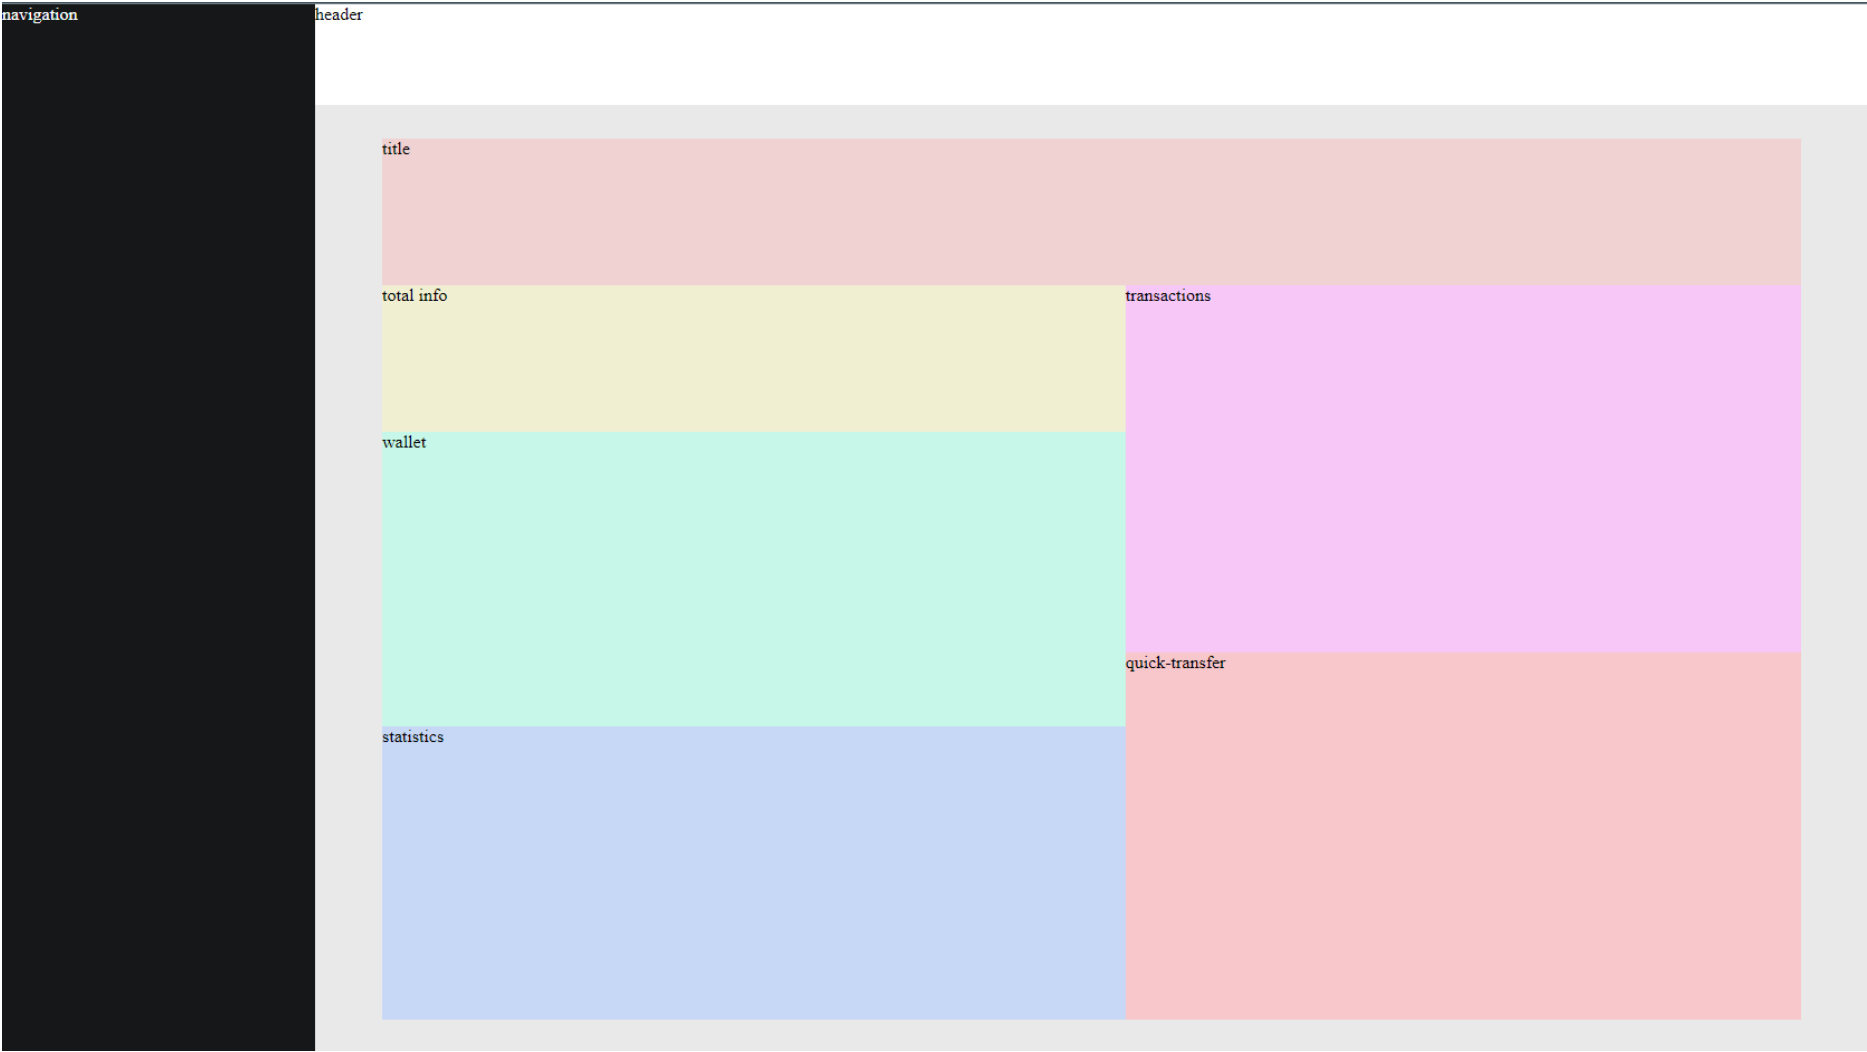 navigation
header
title
total info
transactions
wallet
quick-transfer
statistics